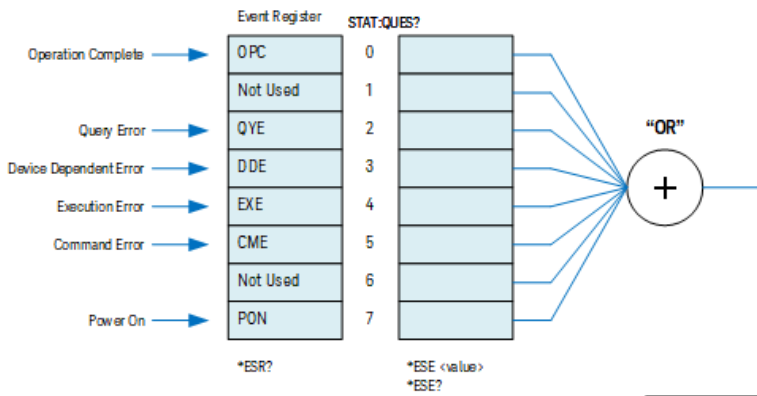 Event Register STAT:QUES?
Operation Complete OPC 0
Not Used 1
Query Error QYE 2 “OR”
Device Dependent Error DDE 3
+
Execution Error EXE 4
Command Error CME 5
Not Used 6
Power On PON 7
*ESR? *ESE <value>
*ESE?